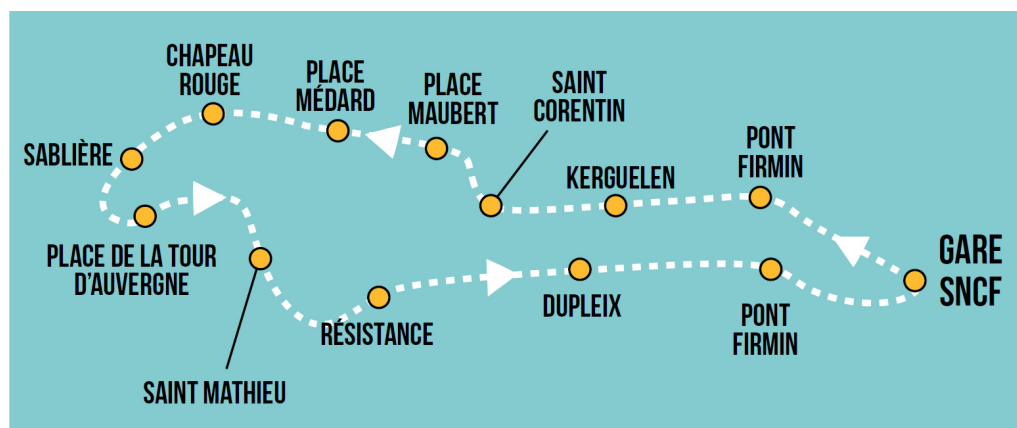 CHAPEAU
ROUGE
PLACE
MÉDARD
PLACE
MAUBERT
SAINT
CORENTIN
PONT
FIRMIN
SABLIÈRE
KERGUELEN
PLACE DE LA TOUR
D'AUVERGNE
GARE
SNCF
DUPLEIX
PONT
FIRMIN
RÉSISTANCE
SAINT MATHIEU